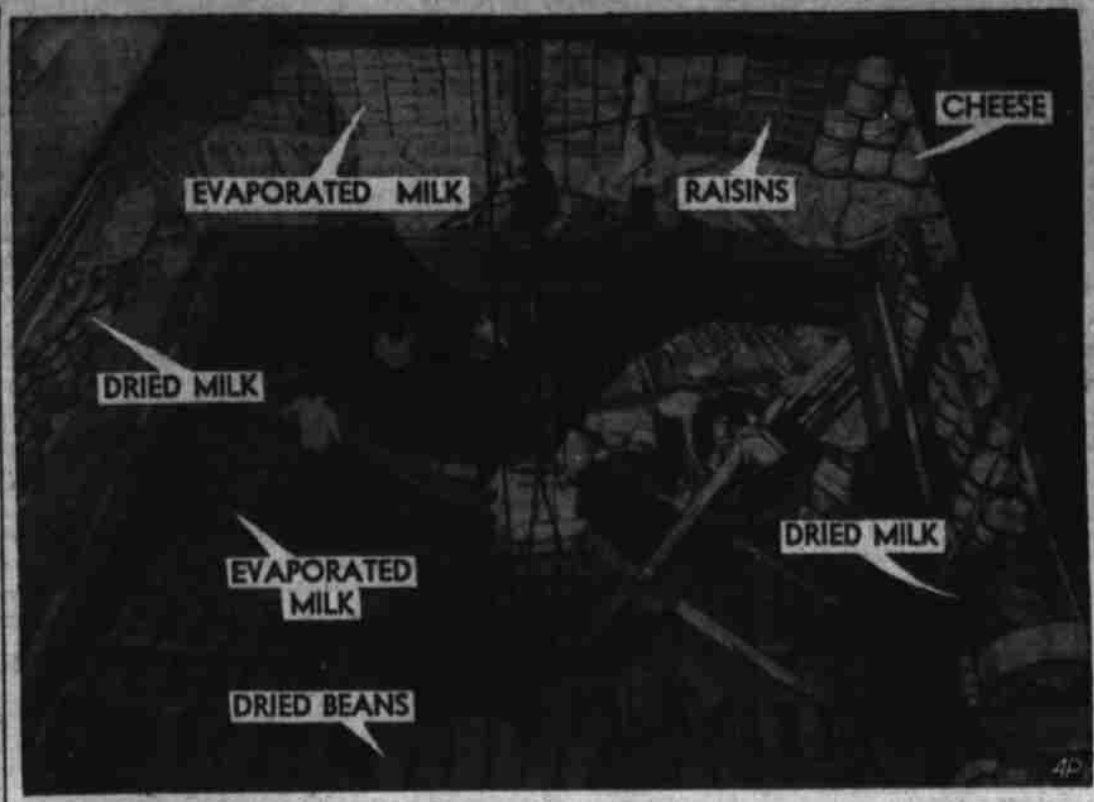 CHEESE
EVAPORATED MILK
RAISINS
DRIED MILK
DRIED MILK
EVAPORATED
MILK
DRIED BEANS
AP